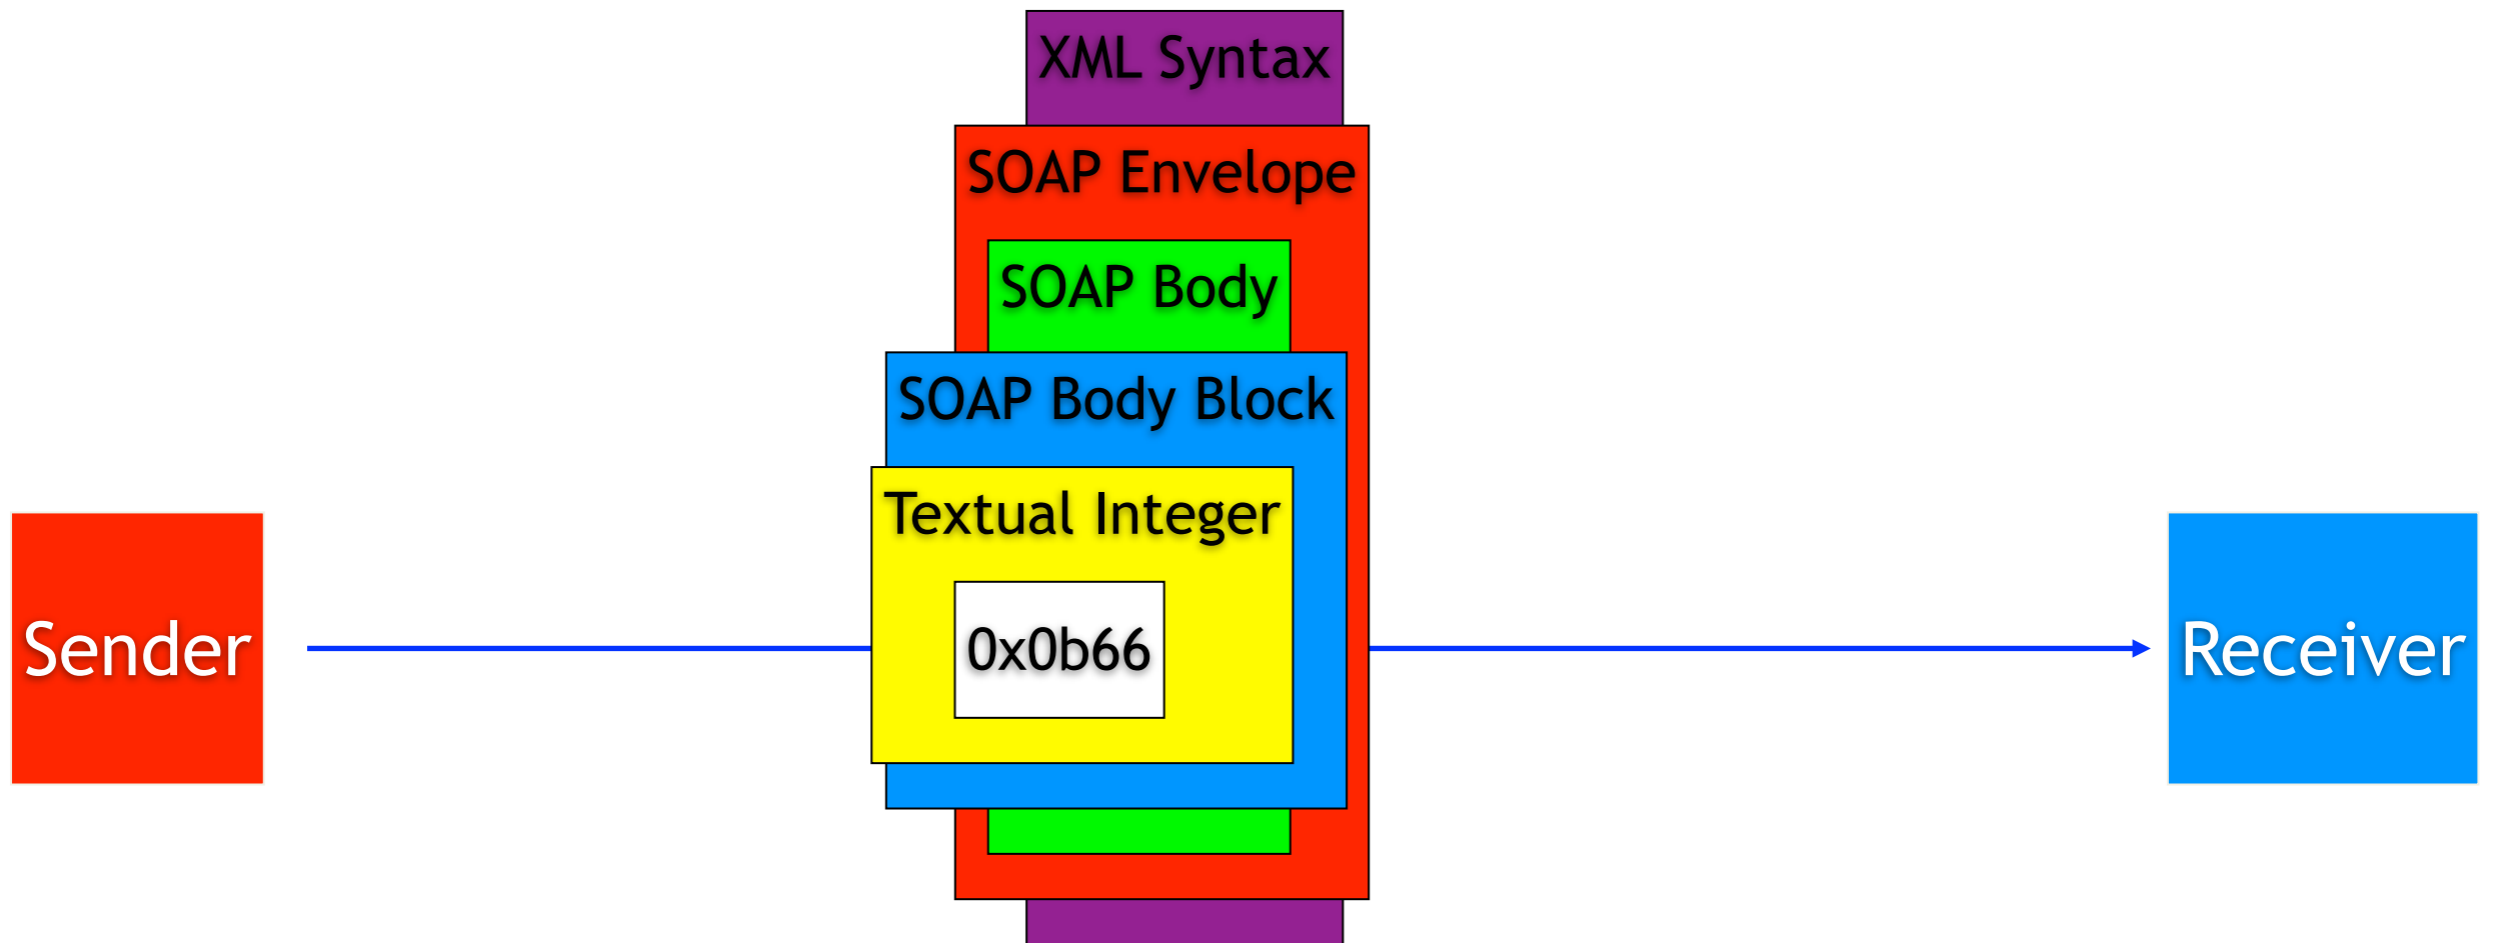 XML Syntax
SOAP Envelope
SOAP Body
SOAP Body Block
Textual Integer
Sender
0x0b66
Receiver